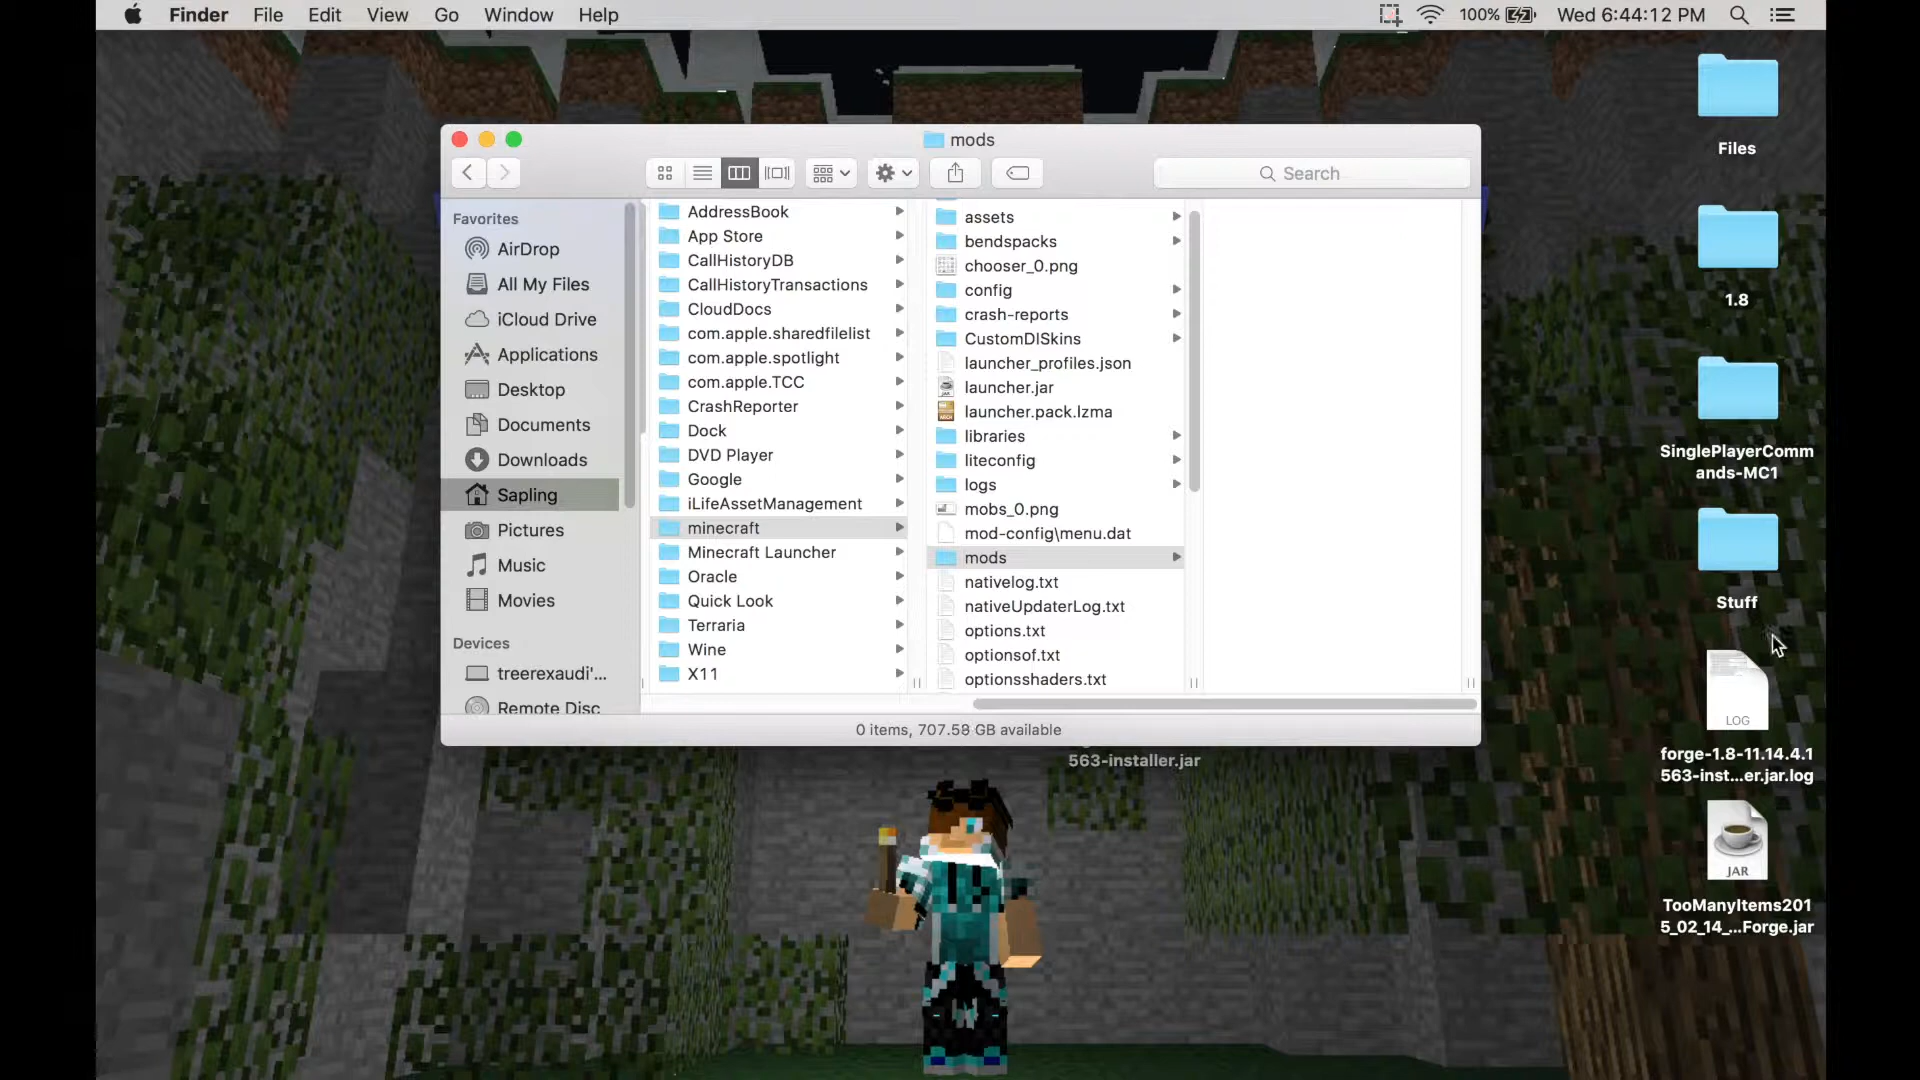 Finder File Edit View Go Window Help
100% Wed 6:44:12 PM
mods
Search
Favorites
AirDrop
All My Files
iCloud Drive
Applications
Desktop
Documents
Downloads
Sapling
Pictures
Music
Movies
Devices
treerexaudi'...
Remote Disc
AddressBook
App Store
CallHistoryDB
CallHistoryTransactions
CloudDocs
com.apple.sharedfilelist
com.apple.spotlight
com.apple.TCC
CrashReporter
Dock
DVD Player
Google
iLifeAssetManagement
minecraft
Minecraft Launcher
Oracle
Quick Look
Terraria
Wine
X11
assets
bendspacks
chooser_0.png
config
crash-reports
CustomDISkins
launcher_profiles.json
launcher.jar
launcher.pack.lzma
libraries
liteconfig
logs
mobs_0.png
mod-config\menu.dat
mods
nativelog.txt
nativeUpdaterLog.txt
options.txt
optionsof.txt
optionsshaders.txt
0 items, 707.58 GB available
563-installer.jar
Files
1.8
SinglePlayerComm
ands-MC1
Stuff
LOG
forge-1.8-11.14.4.1
563-inst...er.jar.log
JAR
TooManyItems201
5_02_14_...Forge.jar